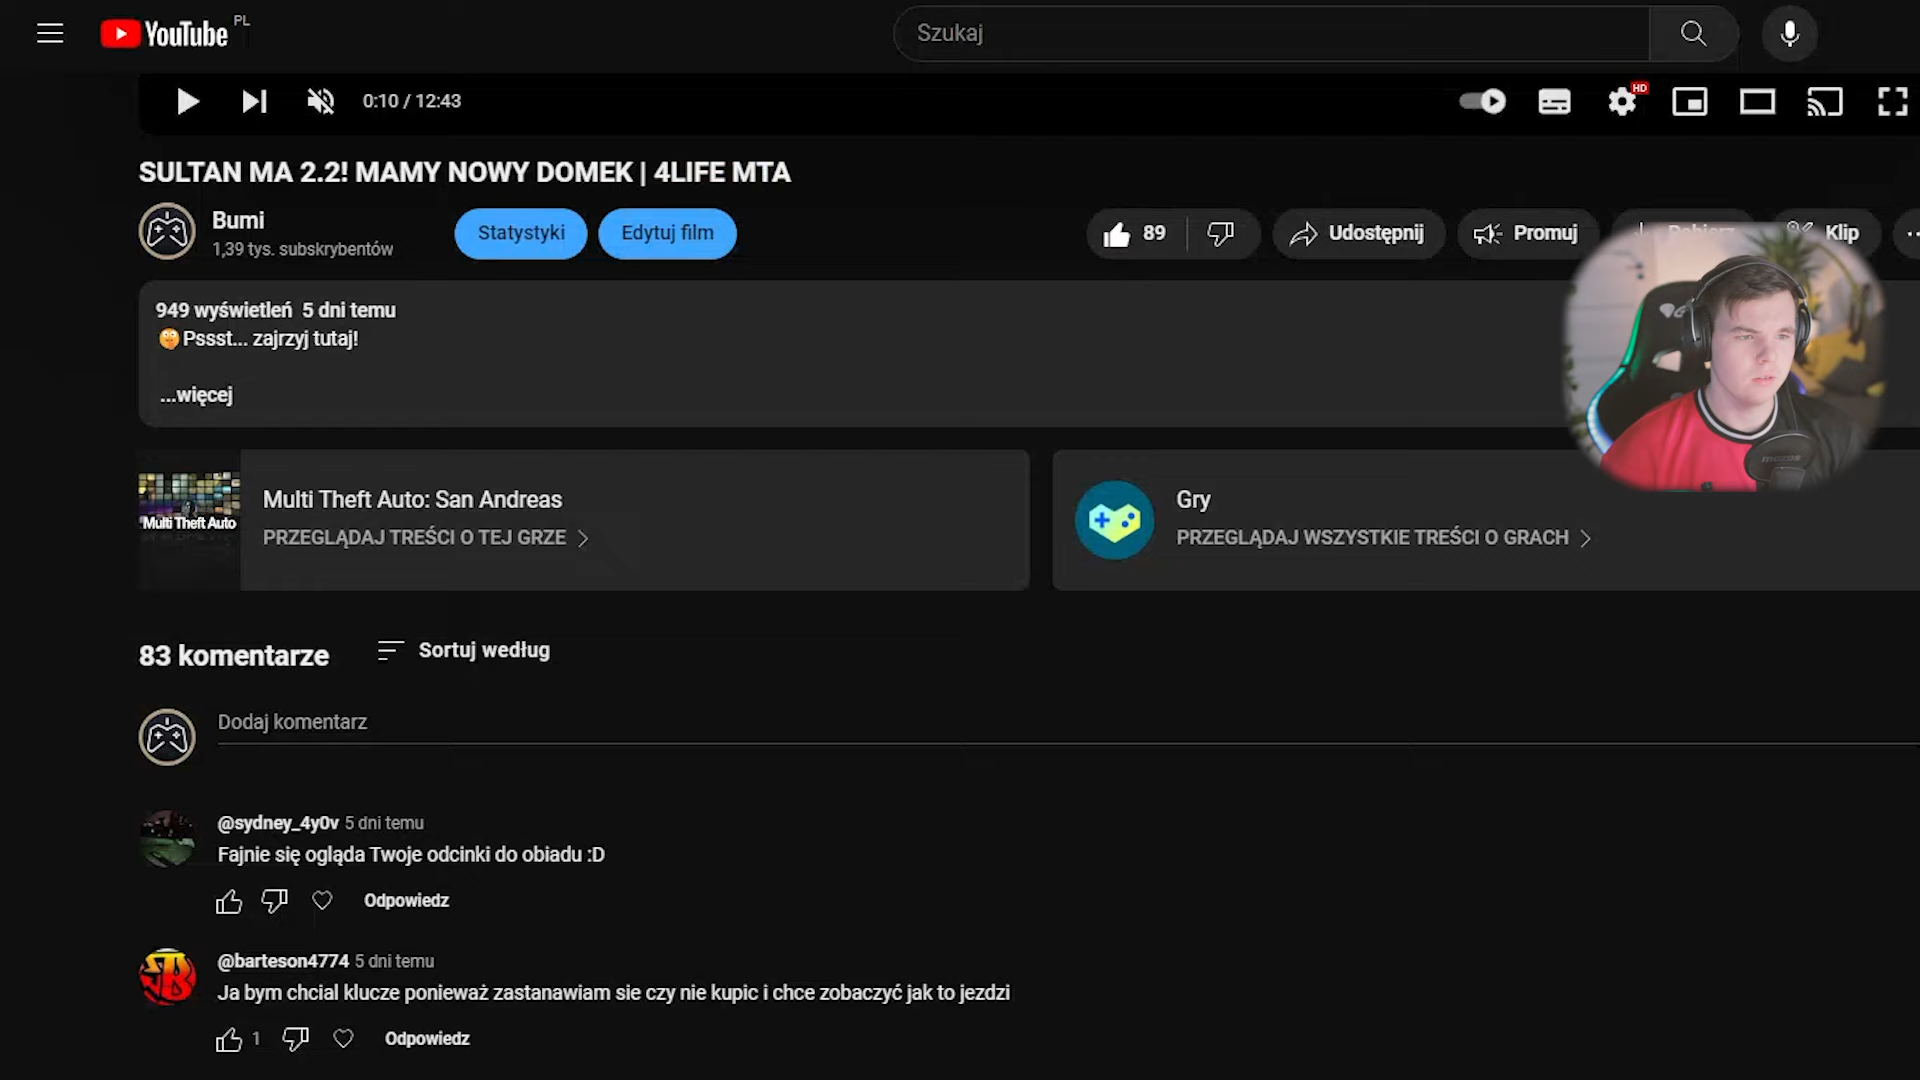 YouTube PL
Szukaj
0:10 / 12:43
HD
SULTAN MA 2.2! MAMY NOWY DOMEK | 4LIFE MTA
Bumi
1,39 tys. subskrybentów
Statystyki
Edytuj film
89
Udostępnij
Promuj
Klip
949 wyświetleń 5 dni temu
🤫Pssst... zajrzyj tutaj!
...więcej
Multi Theft Auto
Multi Theft Auto: San Andreas
PRZEGLĄDAJ TREŚCI O TEJ GRZE
Gry
PRZEGLĄDAJ WSZYSTKIE TREŚCI O GRACH
83 komentarze
Sortuj według
Dodaj komentarz
@sydney_4y0v 5 dni temu
Fajnie się ogląda Twoje odcinki do obiadu :D
Odpowiedz
@barteson4774 5 dni temu
Ja bym chcial klucze ponieważ zastanawiam sie czy nie kupic i chce zobaczyć jak to jezdzi
1
Odpowiedz